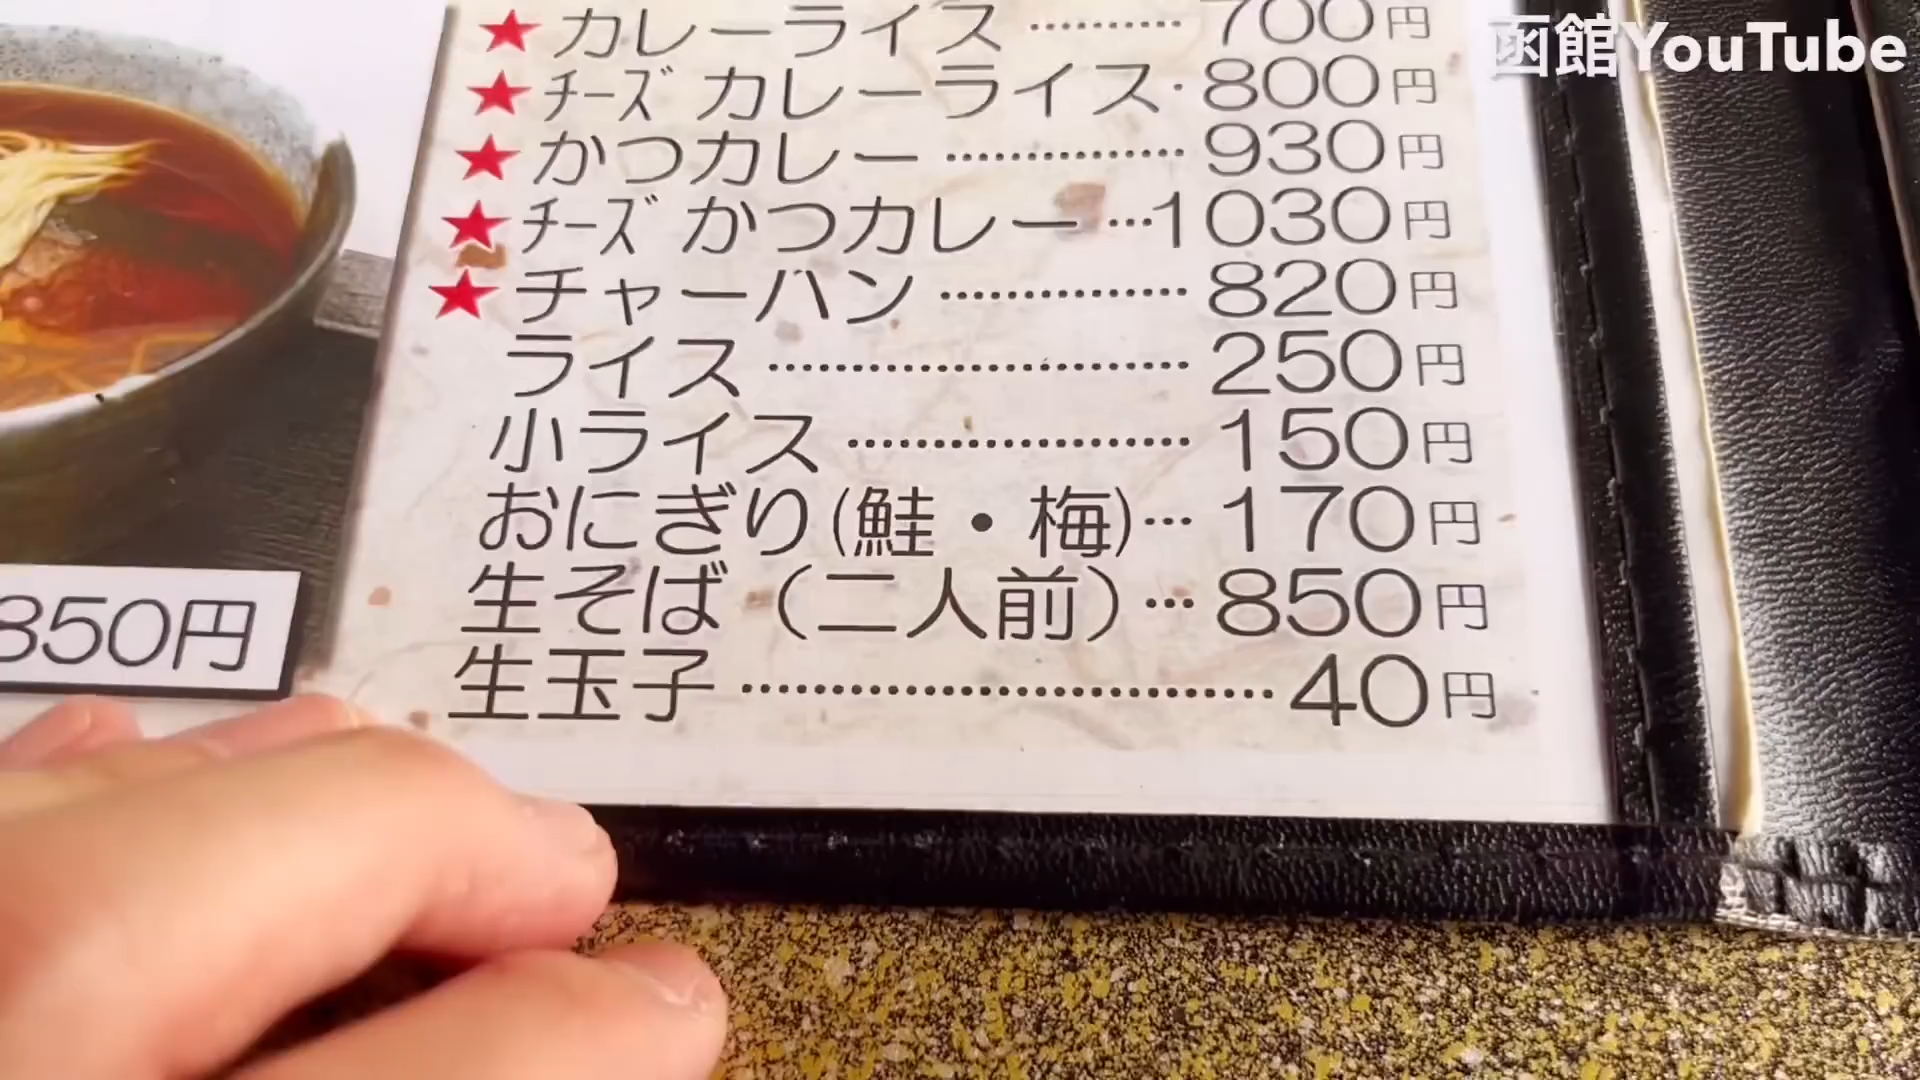 函館YouTube
★カレーライス………700円
★チーズ カレーライス・800円
★かつカレー……………930円
★チーズ かつカレー…1030円
★チャーハン……………820円
ライス……………………250円
小ライス…………………150円
おにぎり(鮭・梅)…170円
生そば（二人前）…850円
生玉子……………………………40円
850円